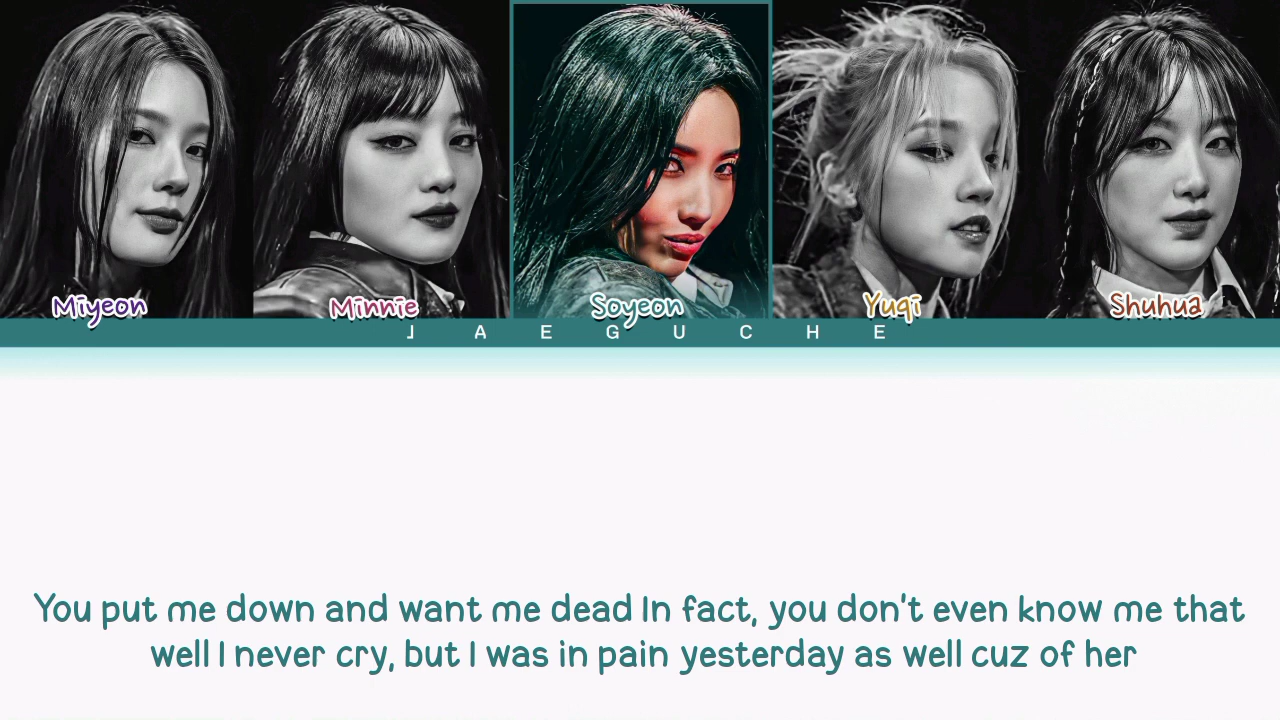 Miyeon
Minnie
Soyeon
Yuqi
Shuhua
JAEGUCHE
You put me down and want me dead In fact, you don't even know me that
well I never cry, but I was in pain yesterday as well cuz of her